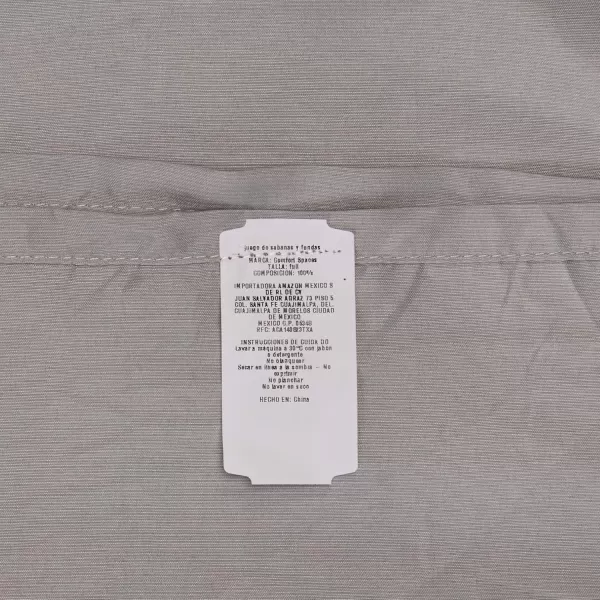 Juego de sabanas y fundas
MARCA: Comfort Spaces
TALLA: full
COMPOSICION: 100%
IMPORTADORA AMAZON MEXICO S
DE RL DE CV
JUAN SALVADOR AGRAZ 73 PISO 5
COL. SANTA FE CUAJIMALPA, DEL.
CUAJIMALPA DE MORELOS CIUDAD
DE MEXICO
MEXICO C.P. 05348
RFC:
INSTRUCCIONES DE CUIDA DO
Lavar a máquina a 30°C con jabon
o detergente
No blanquear
Secar en linea a la sombra - No
exprimir
No planchar
No lavar en seco
HECHO EN: China